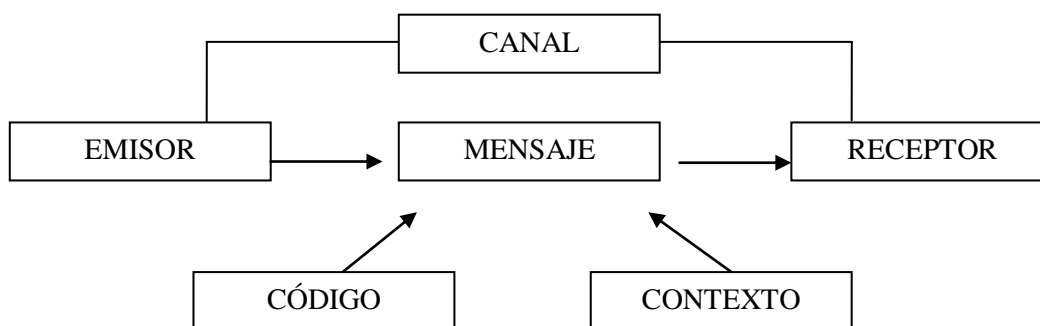 CANAL
EMISOR
MENSAJE
RECEPTOR
CÓDIGO
CONTEXTO